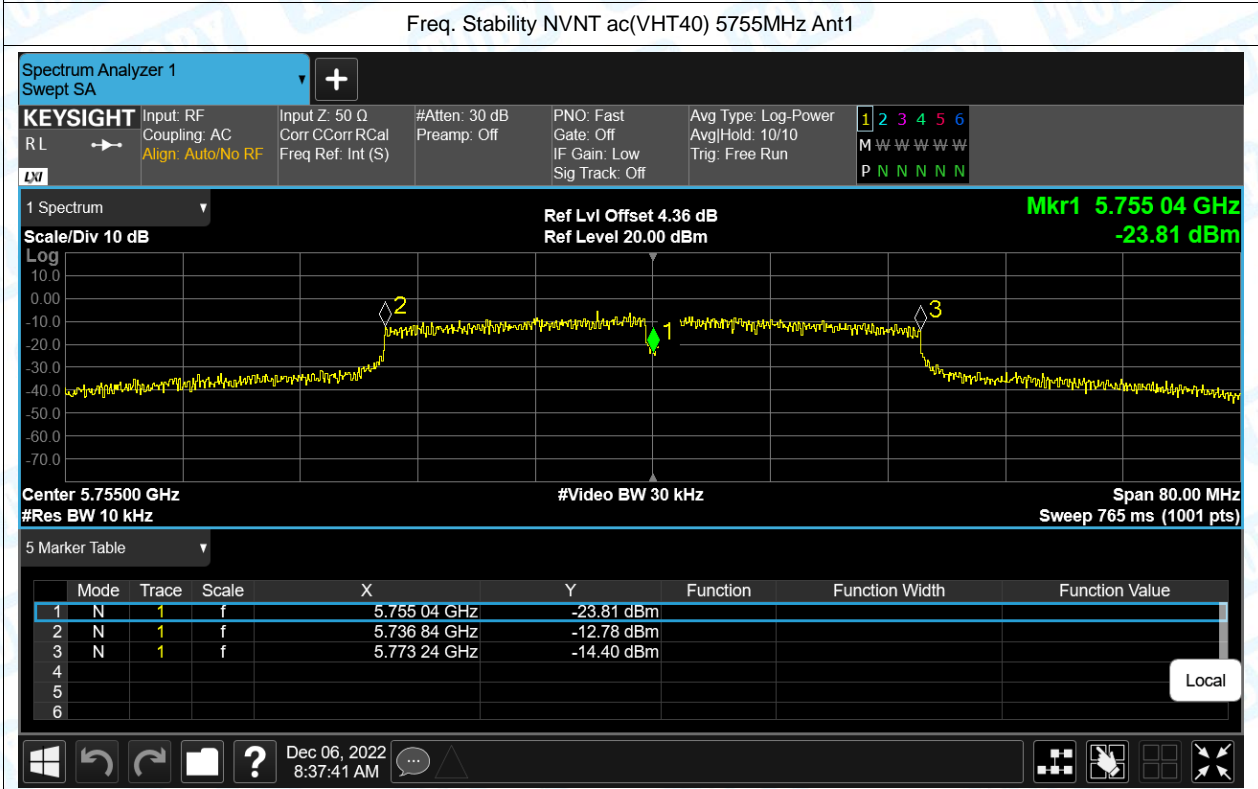 Freq. Stability NVNT ac(VHT40) 5755MHz Ant1
Spectrum Analyzer 1
Swept SA
KEYSIGHT
R L
LXI
Input: RF
Coupling: AC
Align: Auto/No RF
Input Z: 50 Ω
Corr CCorr RCal
Freq Ref: Int (S)
#Atten: 30 dB
Preamp: Off
PNO: Fast
Gate: Off
IF Gain: Low
Sig Track: Off
Avg Type: Log-Power
Avg|Hold: 10/10
Trig: Free Run
1 2 3 4 5 6
M W W W W W
P N N N N N
1 Spectrum
Scale/Div 10 dB
Ref Lvl Offset 4.36 dB
Ref Level 20.00 dBm
Mkr1 5.755 04 GHz
-23.81 dBm
Log
10.0
0.00
-10.0
-20.0
-30.0
-40.0
-50.0
-60.0
-70.0
2
1
3
Center 5.75500 GHz
#Video BW 30 kHz
Span 80.00 MHz
#Res BW 10 kHz
Sweep 765 ms (1001 pts)
5 Marker Table
Mode Trace Scale X Y Function Function Width Function Value
1 N 1 f 5.755 04 GHz -23.81 dBm
2 N 1 f 5.736 84 GHz -12.78 dBm
3 N 1 f 5.773 24 GHz -14.40 dBm
4
5
6
Local
?
Dec 06, 2022
8:37:41 AM